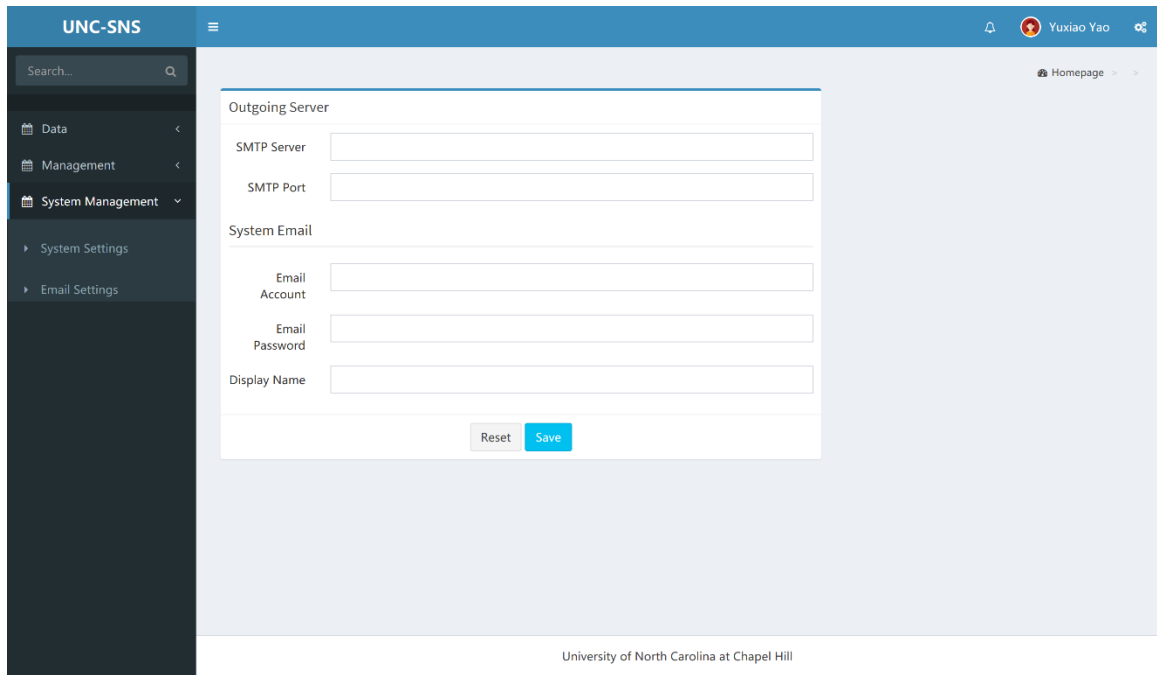 UNC-SNS
Yuxiao Yao
Search...
Homepage > >
Data
Management
System Management
System Settings
Email Settings
Outgoing Server
SMTP Server
SMTP Port
System Email
Email
Account
Email
Password
Display Name
Reset Save
University of North Carolina at Chapel Hill